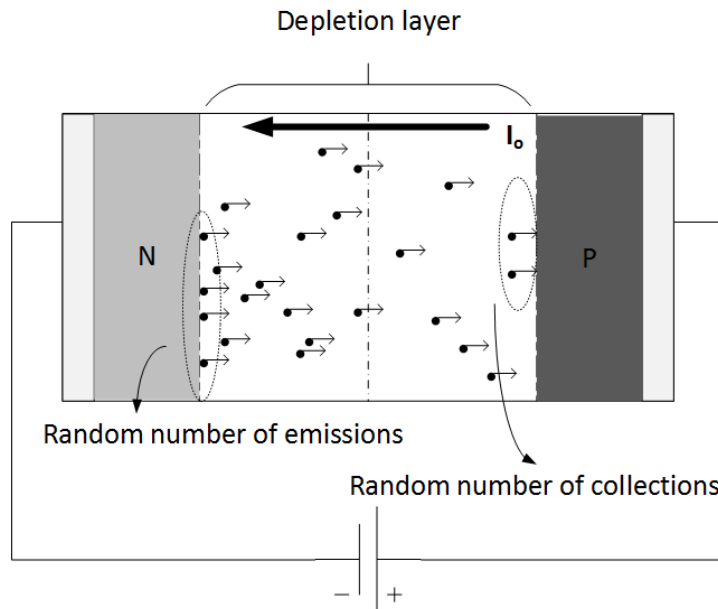 Depletion layer
Iₒ
N
P
Random number of emissions
Random number of collections
− +